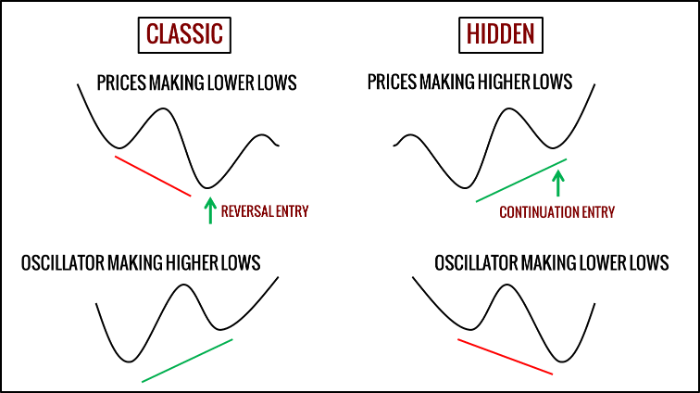 CLASSIC
PRICES MAKING LOWER LOWS
REVERSAL ENTRY
OSCILLATOR MAKING HIGHER LOWS
HIDDEN
PRICES MAKING HIGHER LOWS
CONTINUATION ENTRY
OSCILLATOR MAKING LOWER LOWS